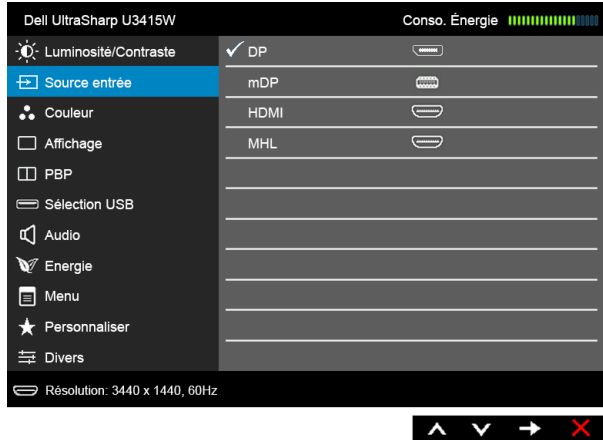 Dell UltraSharp U3415W Conso. Énergie
Luminosité/Contraste DP
Source entrée mDP
Couleur HDMI
Affichage MHL
PBP
Sélection USB
Audio
Energie
Menu
Personnaliser
Divers
Résolution: 3440 x 1440, 60Hz